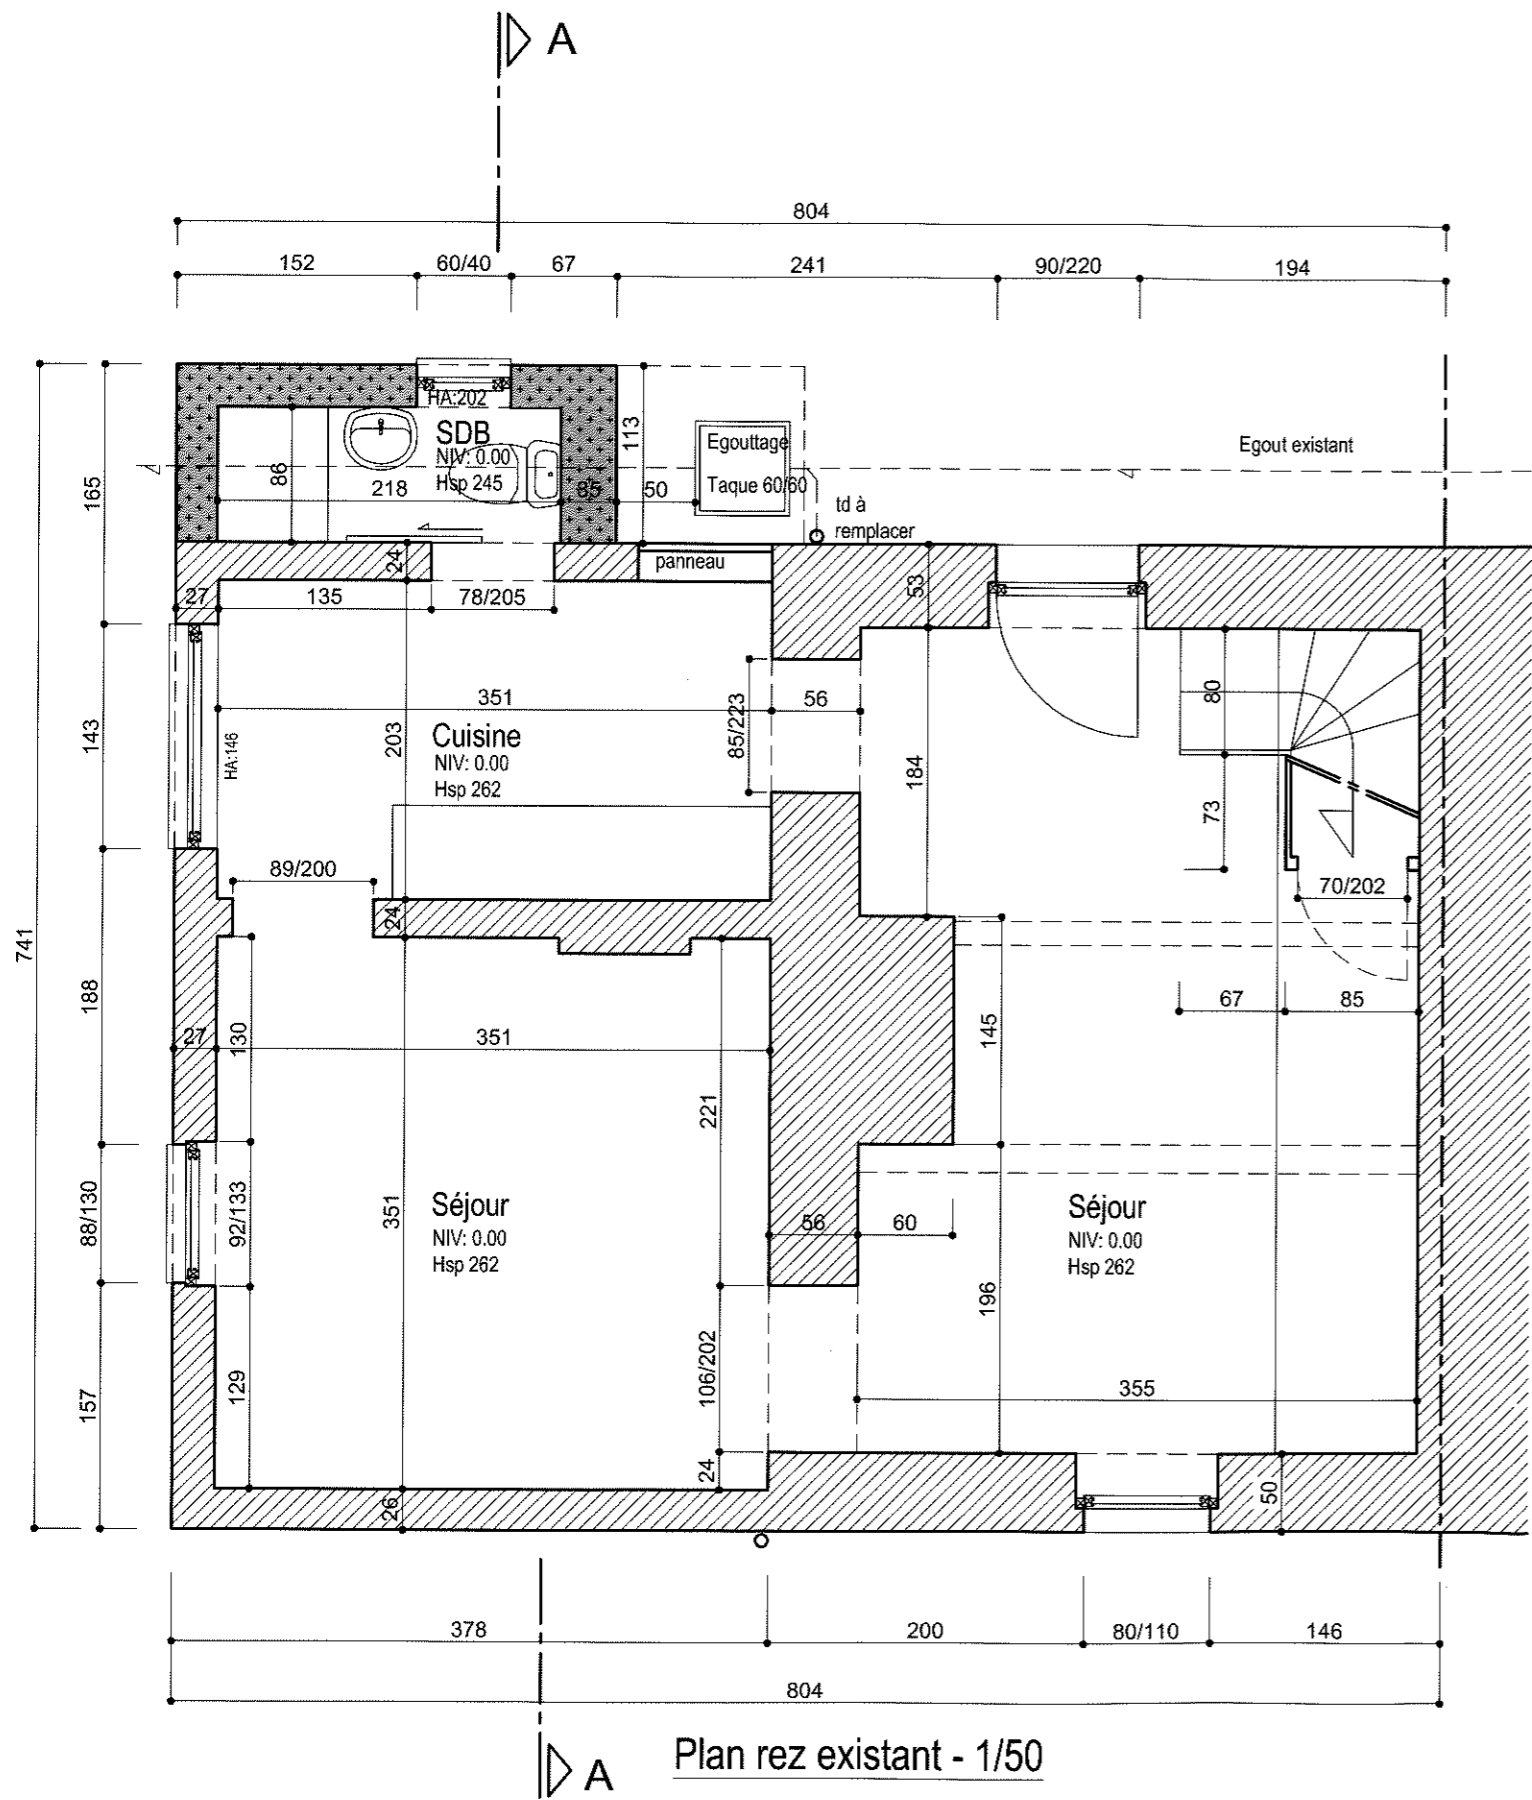 A
804
152
60/40
67
241
90/220
194
HA:202
SDB
NIV: 0.00
Hsp 245
86
218
85
113
50
Egouttage
Taque 60/60
td à
remplacer
Egout existant
165
24
panneau
53
27
135
78/205
351
56
85/223
80
143
HA:146
203
Cuisine
NIV: 0.00
Hsp 262
184
73
89/200
70/202
24
741
188
27
130
351
221
145
67
85
88/130
92/133
351
Séjour
NIV: 0.00
Hsp 262
56
60
Séjour
NIV: 0.00
Hsp 262
196
157
129
106/202
355
24
26
50
378
200
80/110
146
804
A
Plan rez existant - 1/50